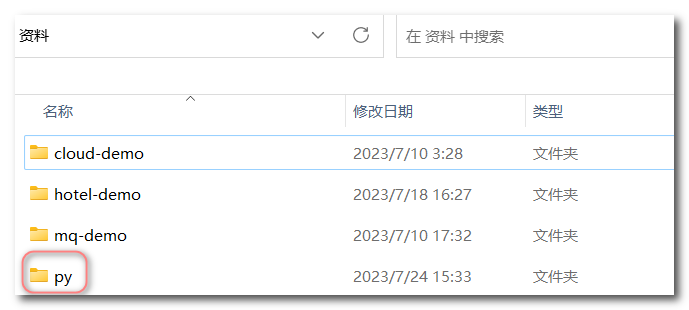 资料
在 资料 中搜索
名称 修改日期 类型
cloud-demo 2023/7/10 3:28 文件夹
hotel-demo 2023/7/18 16:27 文件夹
mq-demo 2023/7/10 17:32 文件夹
py 2023/7/24 15:33 文件夹